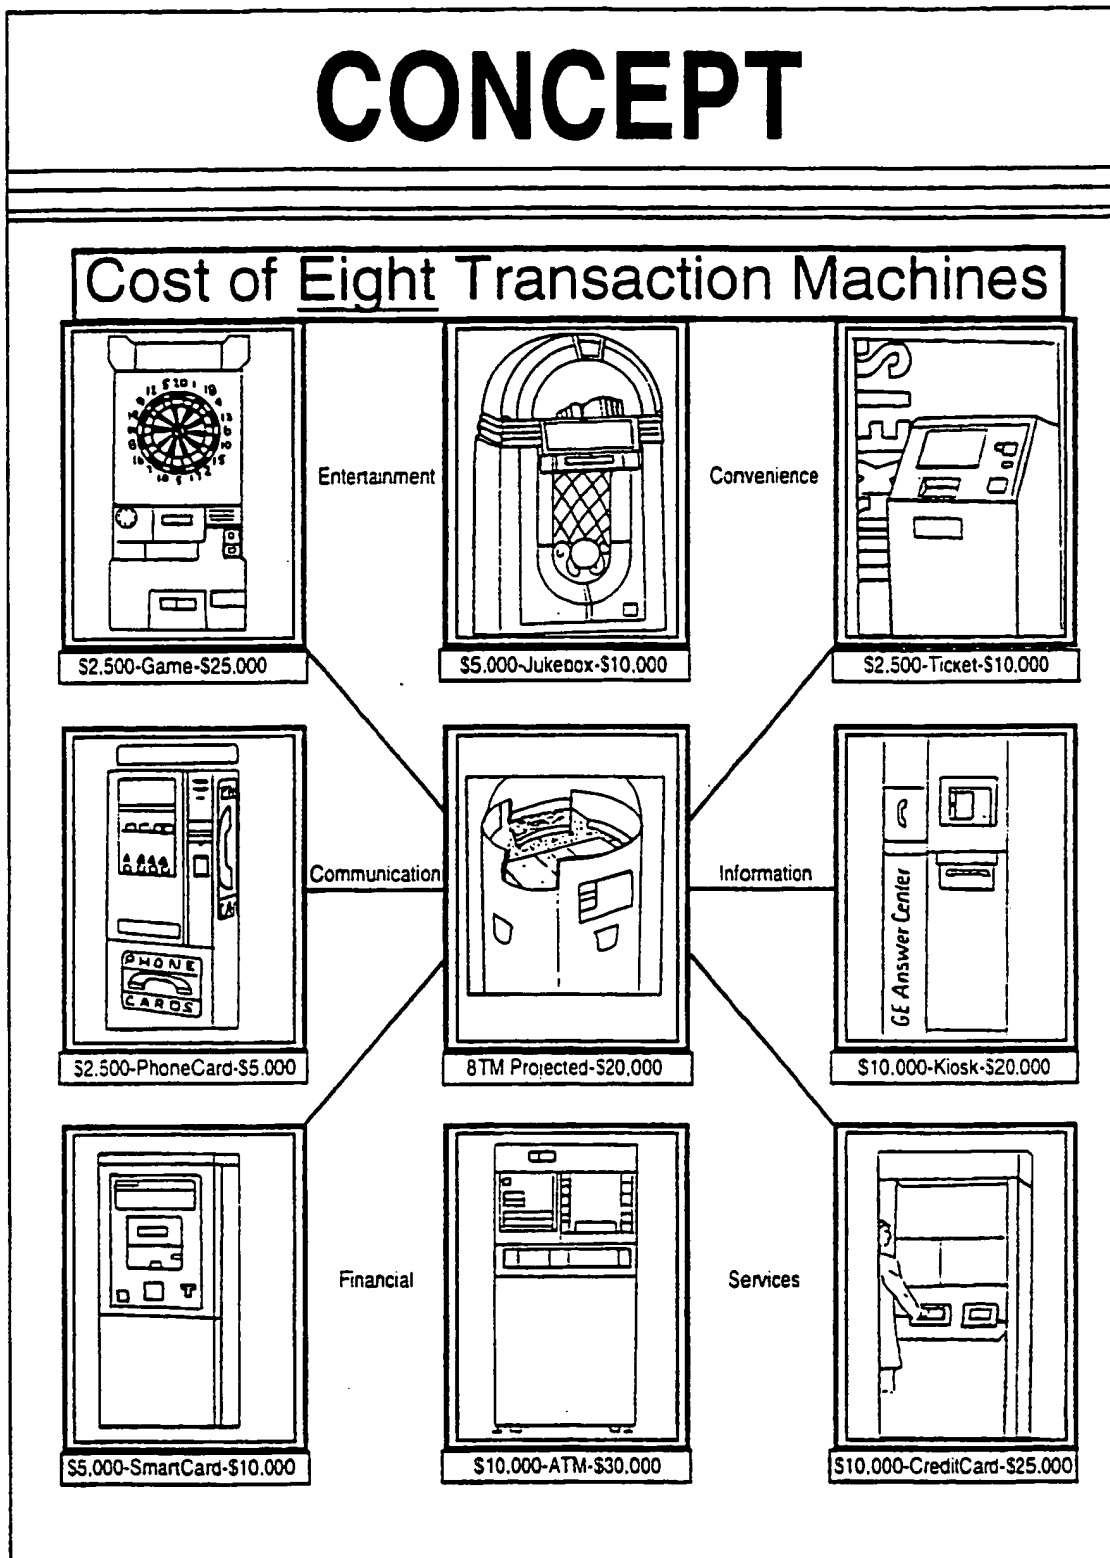 CONCEPT
Cost of Eight Transaction Machines
Entertainment
Convenience
TICKETS
$2,500-Game-$25,000
$5,000-Jukebox-$10,000
$2,500-Ticket-$10,000
PHONE
CARDS
Communication
Information
GE Answer Center
$2,500-PhoneCard-$5,000
8TM Projected-$20,000
$10,000-Kiosk-$20,000
Financial
Services
$5,000-SmartCard-$10,000
$10,000-ATM-$30,000
$10,000-CreditCard-$25,000